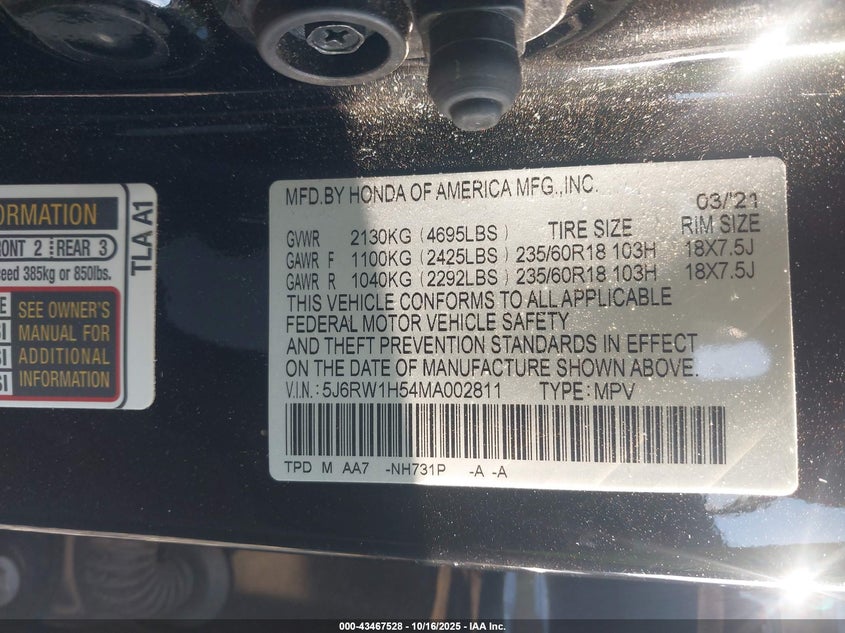 ORMATION
RONT 2 REAR 3
ceed 385kg or 850lbs.
SEE OWNER'S
MANUAL FOR
ADDITIONAL
INFORMATION
E
SI
SI
SI
TLA A1
MFD.BY HONDA OF AMERICA MFG.,INC.
03/'21
GVWR 2130KG (4695LBS) TIRE SIZE RIM SIZE
GAWR F 1100KG (2425LBS) 235/60R18 103H 18X7.5J
GAWR R 1040KG (2292LBS) 235/60R18 103H 18X7.5J
THIS VEHICLE CONFORMS TO ALL APPLICABLE
FEDERAL MOTOR VEHICLE SAFETY
AND THEFT PREVENTION STANDARDS IN EFFECT
ON THE DATE OF MANUFACTURE SHOWN ABOVE.
V.I.N.: 5J6RW1H54MA002811 TYPE: MPV
TPD M AA7 -NH731P -A -A
000-43467528 - 10/16/2025 - IAA Inc.